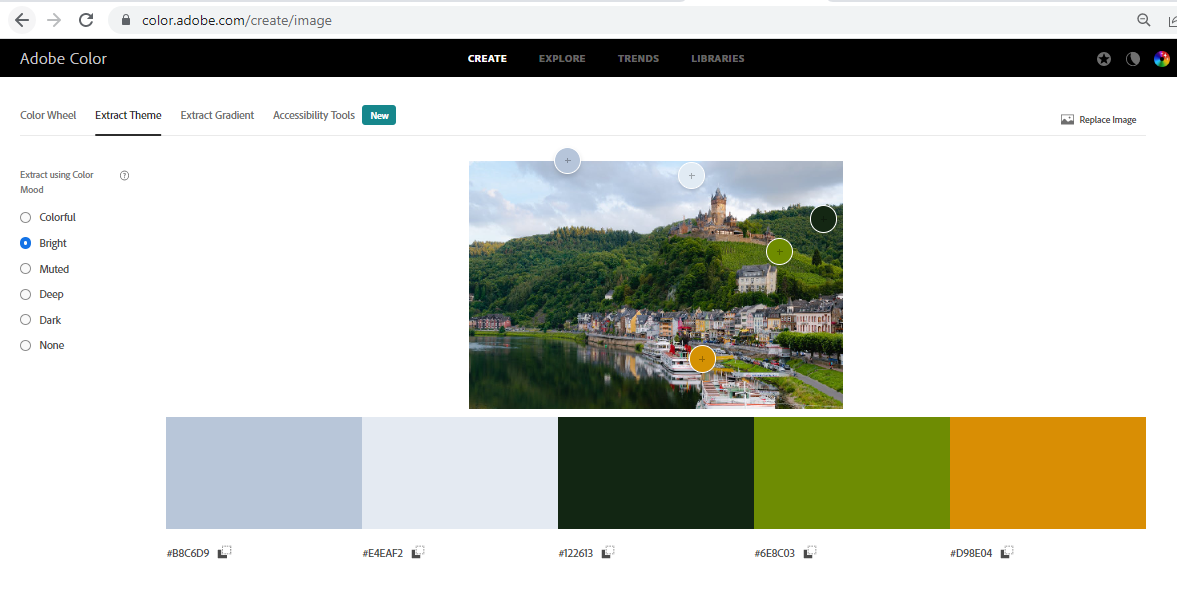 color.adobe.com/create/image
Adobe Color
CREATE
EXPLORE
TRENDS
LIBRARIES
Color Wheel
Extract Theme
Extract Gradient
Accessibility Tools
New
Replace Image
Extract using Color
Mood
?
Colorful
Bright
Muted
Deep
Dark
None
#B8C6D9
#E4EAF2
#122613
#6E8C03
#D98E04